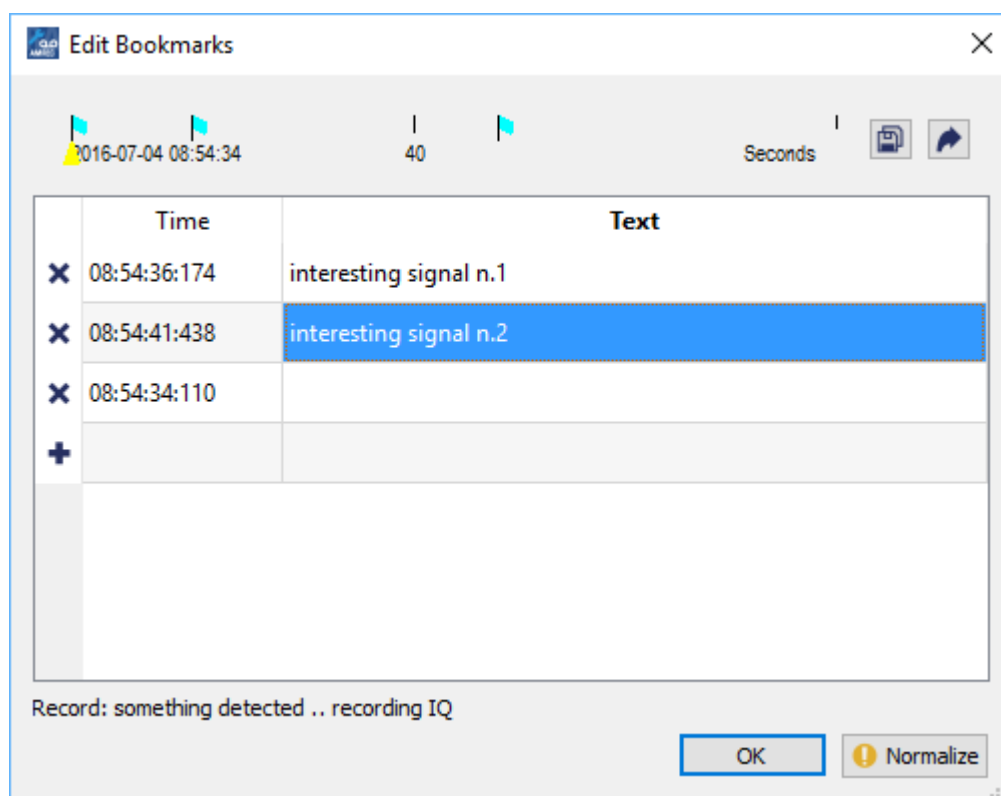 Edit Bookmarks
2016-07-04 08:54:34 40 Seconds
Time Text
08:54:36:174 interesting signal n.1
08:54:41:438 interesting signal n.2
08:54:34:110
Record: something detected .. recording IQ
OK Normalize